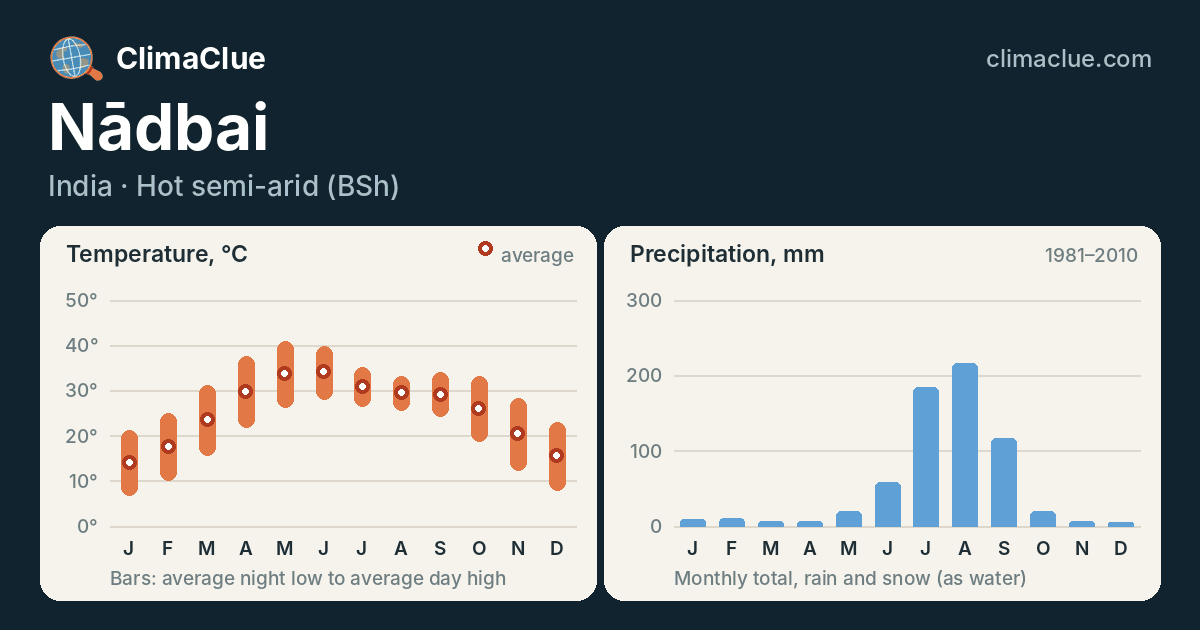 ClimaClue
climaclue.com
Nādbai
India · Hot semi-arid (BSh)
Temperature, °C
average
50°
40°
30°
20°
10°
0°
J F M A M J J A S O N D
Bars: average night low to average day high
Precipitation, mm
1981–2010
300
200
100
0
J F M A M J J A S O N D
Monthly total, rain and snow (as water)